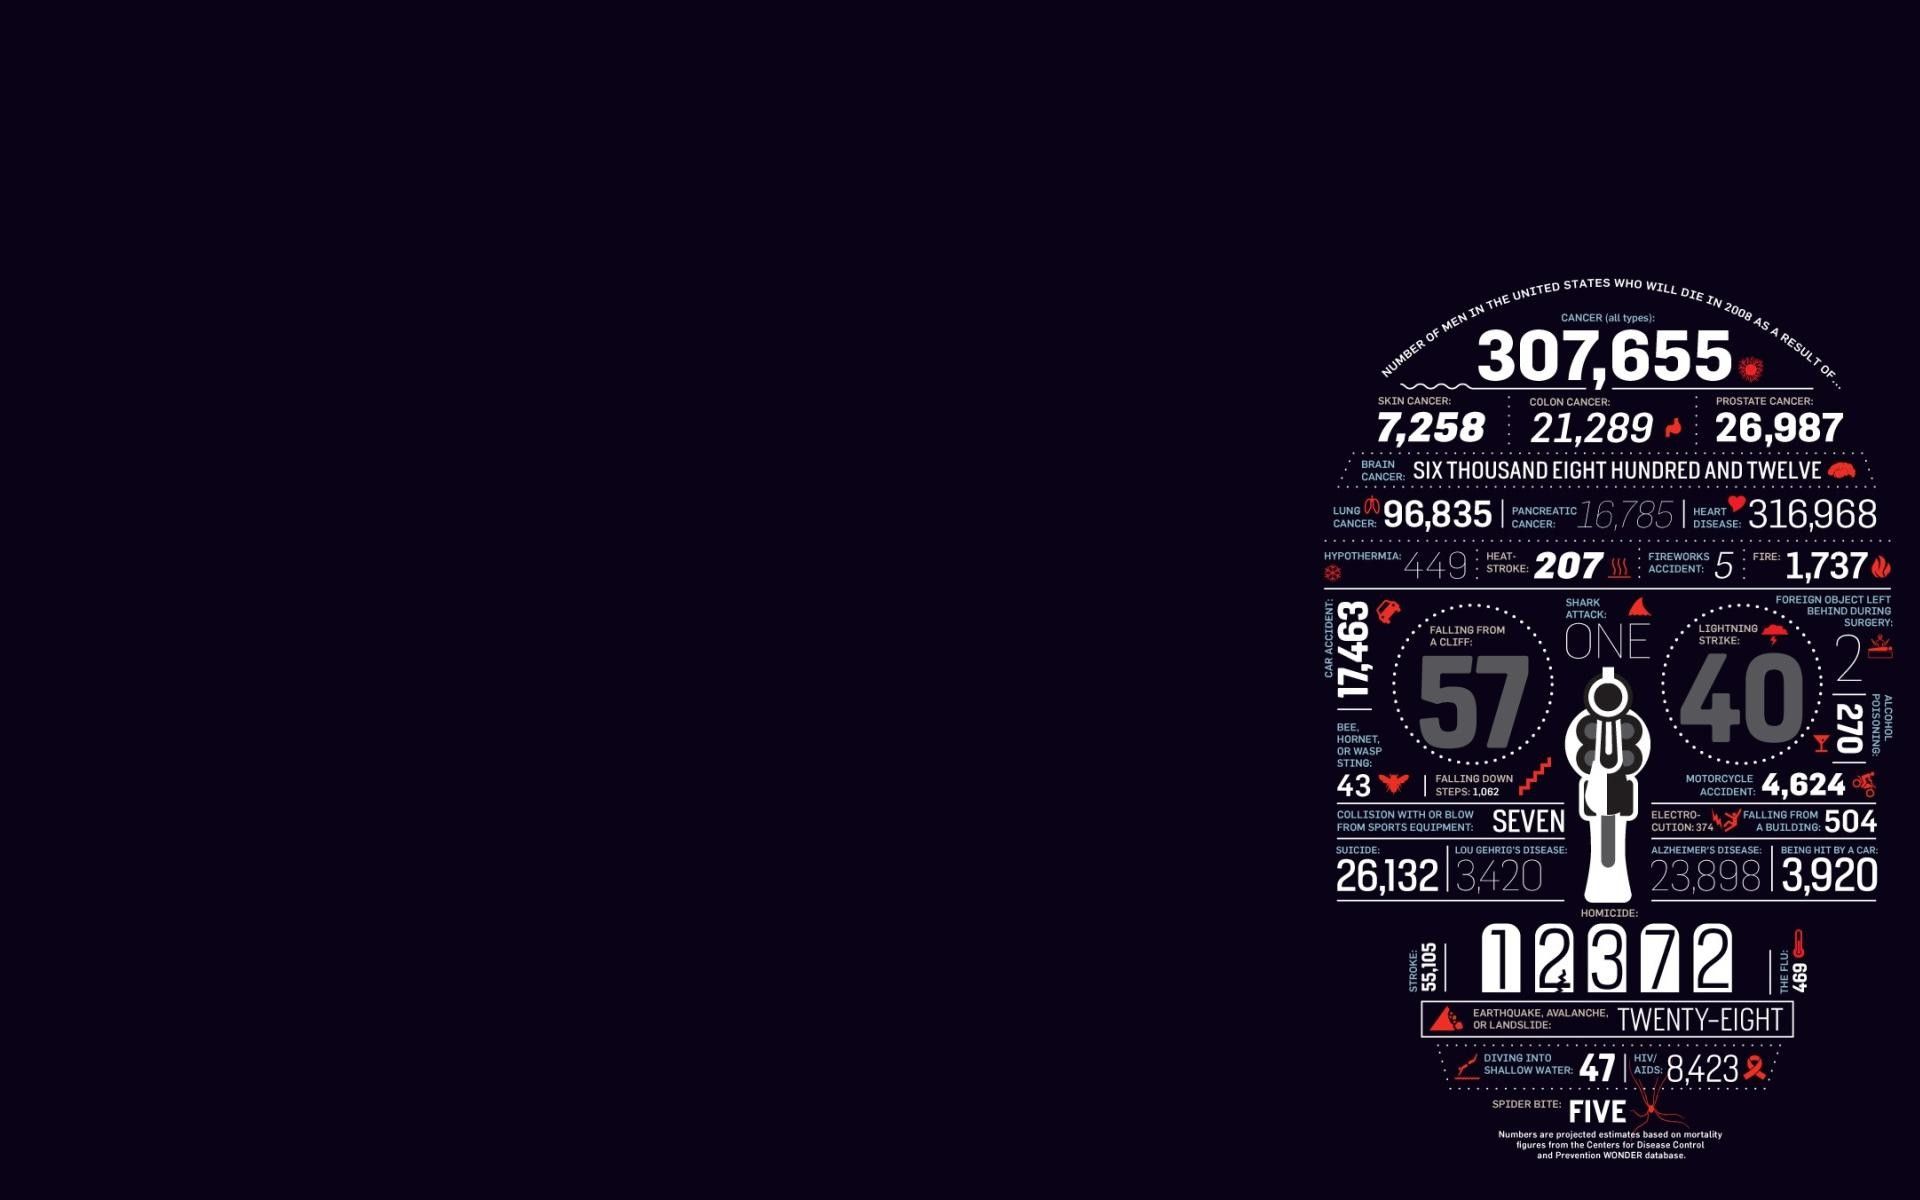 NUMBER OF MEN IN THE UNITED STATES WHO WILL DIE IN 2008 AS A RESULT OF...
CANCER (all types):
307,655
SKIN CANCER:
7,258
COLON CANCER:
21,289
PROSTATE CANCER:
26,987
BRAIN
CANCER:
SIX THOUSAND EIGHT HUNDRED AND TWELVE
LUNG
CANCER:
96,835
PANCREATIC
CANCER:
16,785
HEART
DISEASE:
316,968
HYPOTHERMIA:
449
HEAT-
STROKE:
207
FIREWORKS
ACCIDENT:
5
FIRE:
1,737
CAR ACCIDENT:
17,463
FALLING FROM
A CLIFF:
57
SHARK
ATTACK:
ONE
LIGHTNING
STRIKE:
40
FOREIGN OBJECT LEFT
BEHIND DURING
SURGERY:
2
ALCOHOL
POISONING:
270
BEE,
HORNET,
OR WASP
STING:
43
FALLING DOWN
STEPS: 1,062
MOTORCYCLE
ACCIDENT:
4,624
COLLISION WITH OR BLOW
FROM SPORTS EQUIPMENT:
SEVEN
ELECTRO-
CUTION: 374
FALLING FROM
A BUILDING:
504
SUICIDE:
26,132
LOU GEHRIG'S DISEASE:
3,420
ALZHEIMER'S DISEASE:
23,898
BEING HIT BY A CAR:
3,920
HOMICIDE:
12372
STROKE:
55,105
THE FLU:
469
EARTHQUAKE, AVALANCHE,
OR LANDSLIDE:
TWENTY-EIGHT
DIVING INTO
SHALLOW WATER:
47
HIV/
AIDS:
8,423
SPIDER BITE:
FIVE
Numbers are projected estimates based on mortality
figures from the Centers for Disease Control
and Prevention WONDER database.